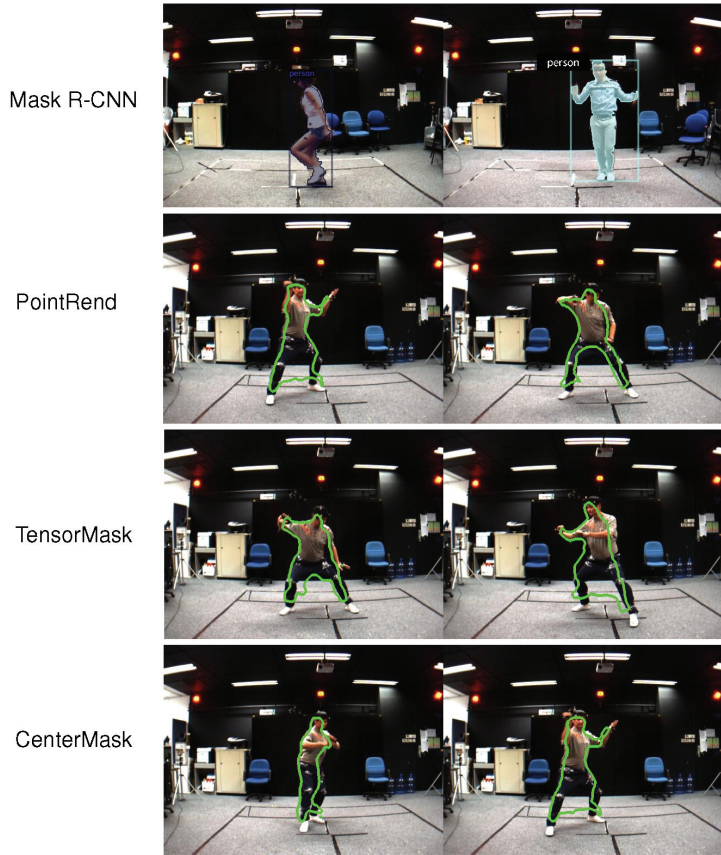 Mask R-CNN
person
person
PointRend
TensorMask
CenterMask